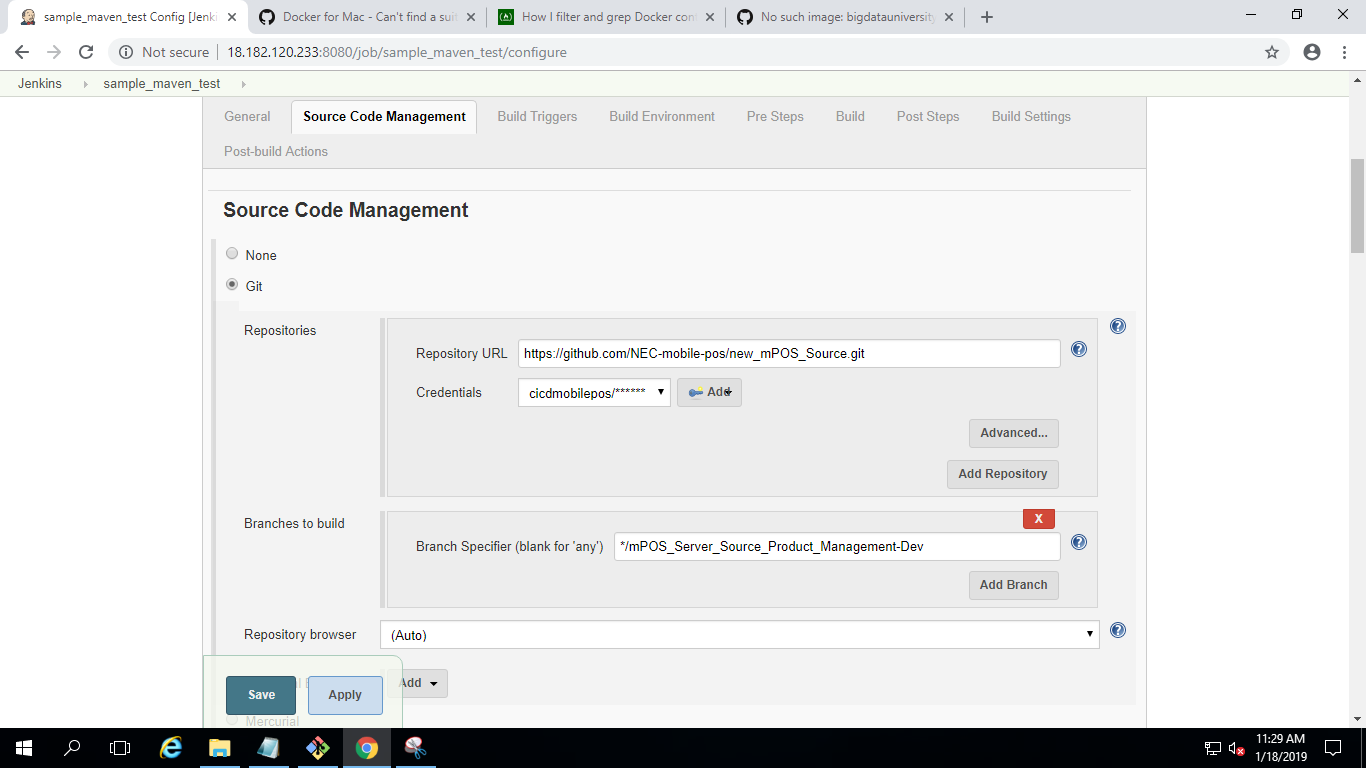 sample_maven_test Config [Jenki
Docker for Mac - Can't find a suit
How I filter and grep Docker con
No such image: bigdatauniversity
Not secure 18.182.120.233:8080/job/sample_maven_test/configure
Jenkins sample_maven_test
General Source Code Management Build Triggers Build Environment Pre Steps Build Post Steps Build Settings
Post-build Actions
Source Code Management
None
Git
Repositories
Repository URL https://github.com/NEC-mobile-pos/new_mPOS_Source.git
Credentials cicdmobilepos/****** Add
Advanced...
Add Repository
Branches to build X
Branch Specifier (blank for 'any') */mPOS_Server_Source_Product_Management-Dev
Add Branch
Repository browser (Auto)
Add
Save Apply
Mercurial
11:29 AM
1/18/2019